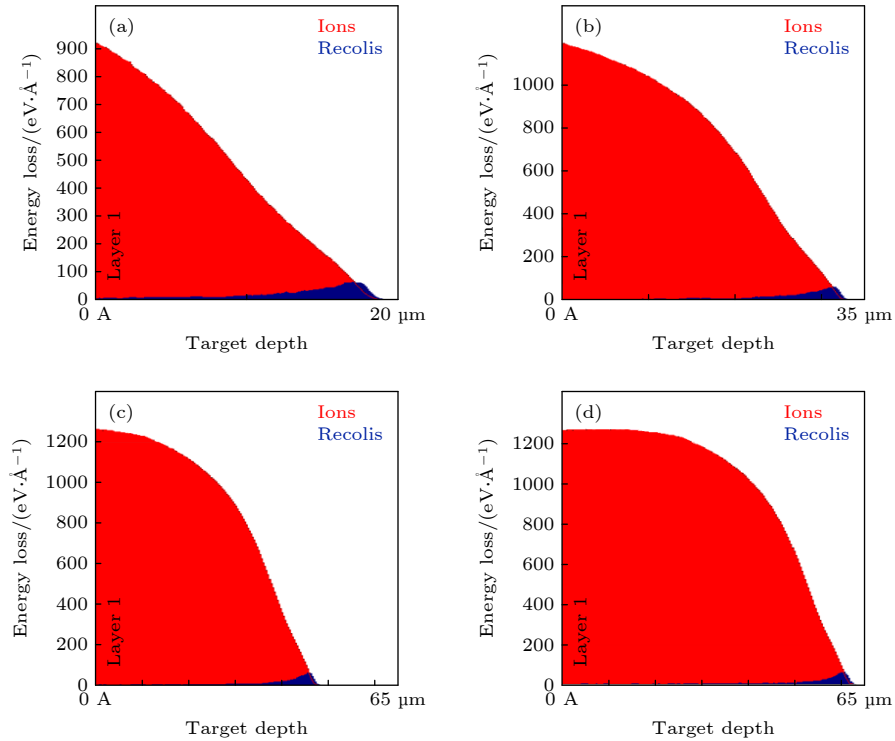 (a)
Ions
Recolis
Energy loss/(eV·Å⁻¹)
900
800
700
600
500
400
300
200
100
0
Layer 1
0 A
20 µm
Target depth
(b)
Ions
Recolis
Energy loss/(eV·Å⁻¹)
1000
800
600
400
200
0
Layer 1
0 A
35 µm
Target depth
(c)
Ions
Recolis
Energy loss/(eV·Å⁻¹)
1200
1000
800
600
400
200
0
Layer 1
0 A
65 µm
Target depth
(d)
Ions
Recolis
Energy loss/(eV·Å⁻¹)
1200
1000
800
600
400
200
0
Layer 1
0 A
65 µm
Target depth